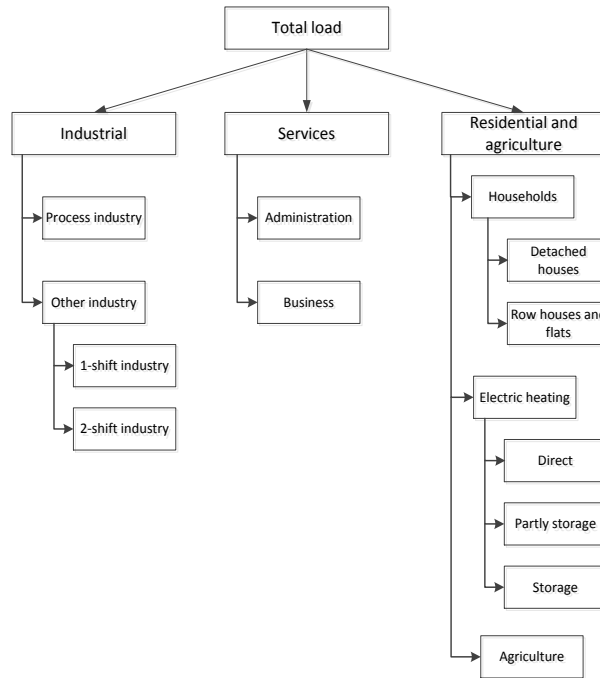 Total load
Industrial
Services
Residential and
agriculture
Process industry
Other industry
1-shift industry
2-shift industry
Administration
Business
Households
Detached
houses
Row houses and
flats
Electric heating
Direct
Partly storage
Storage
Agriculture